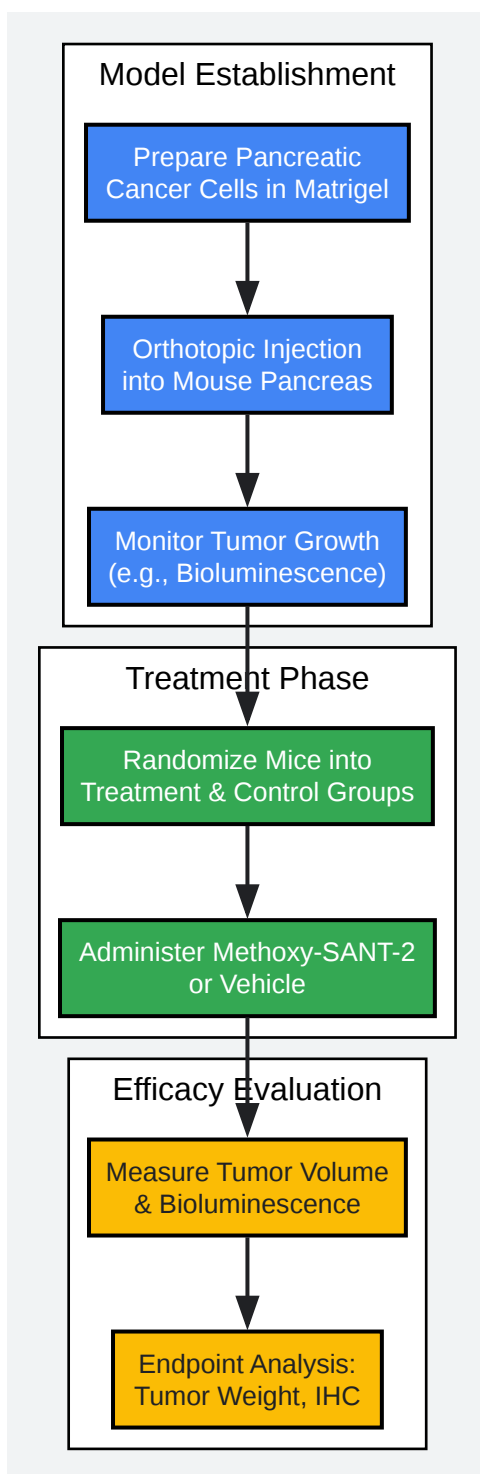 Model Establishment
Prepare Pancreatic
Cancer Cells in Matrigel
Orthotopic Injection
into Mouse Pancreas
Monitor Tumor Growth
(e.g., Bioluminescence)
Treatment Phase
Randomize Mice into
Treatment & Control Groups
Administer Methoxy-SANT-2
or Vehicle
Efficacy Evaluation
Measure Tumor Volume
& Bioluminescence
Endpoint Analysis:
Tumor Weight, IHC